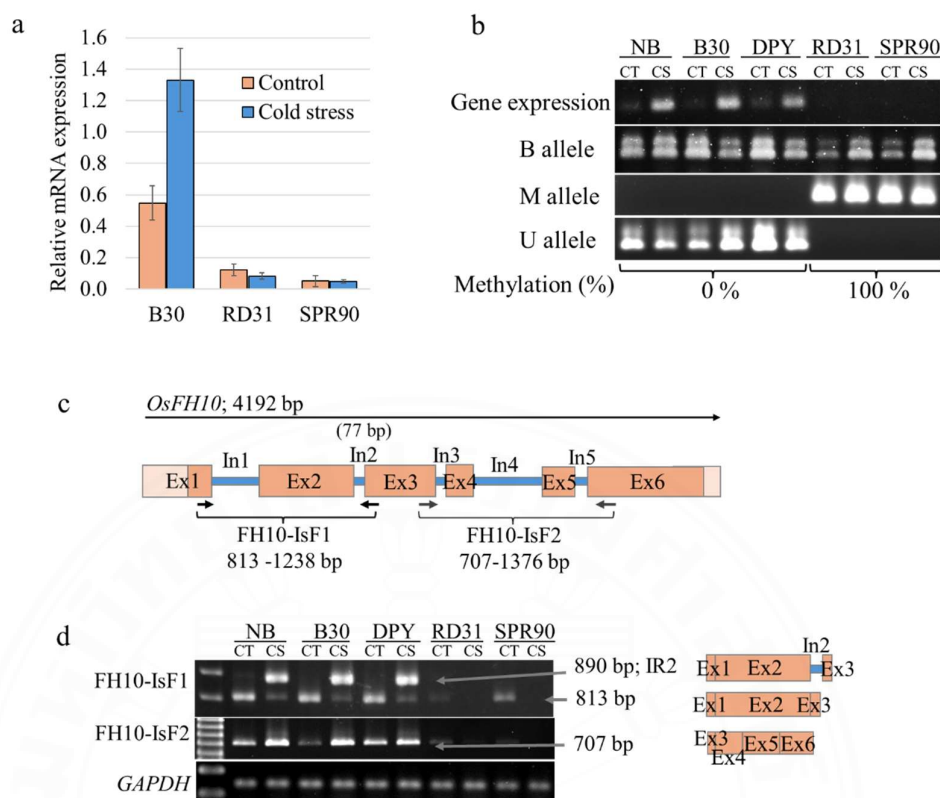 a
1.6
1.4
1.2
1.0
0.8
0.6
0.4
0.2
0.0
Relative mRNA expression
Control
Cold stress
B30 RD31 SPR90
b
NB B30 DPY RD31 SPR90
CT CS CT CS CT CS CT CS CT CS
Gene expression
B allele
M allele
U allele
Methylation (%) 0 % 100 %
c
OsFH10; 4192 bp
(77 bp)
In1 In2 In3 In4 In5
Ex1 Ex2 Ex3 Ex4 Ex5 Ex6
FH10-IsF1 FH10-IsF2
813 -1238 bp 707-1376 bp
d
NB B30 DPY RD31 SPR90
CT CS CT CS CT CS CT CS CT CS
FH10-IsF1
890 bp; IR2
813 bp
FH10-IsF2
707 bp
GAPDH
In2
Ex1 Ex2 Ex3
Ex1 Ex2 Ex3
Ex3 Ex5 Ex6
Ex4